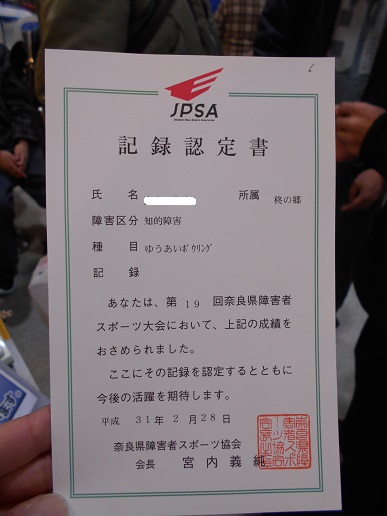 JPSA
記録認定書
氏名 所属 柊の郷
障害区分 知的障害
種目 ゆうあいボウリング
記録
あなたは、第 19 回奈良県障害者
スポーツ大会において、上記の成績を
おさめられました。
ここにその記録を認定するとともに
今後の活躍を期待します。
平成 31年 2月 28日
奈良県障害者スポーツ協会
会長 宮内義純